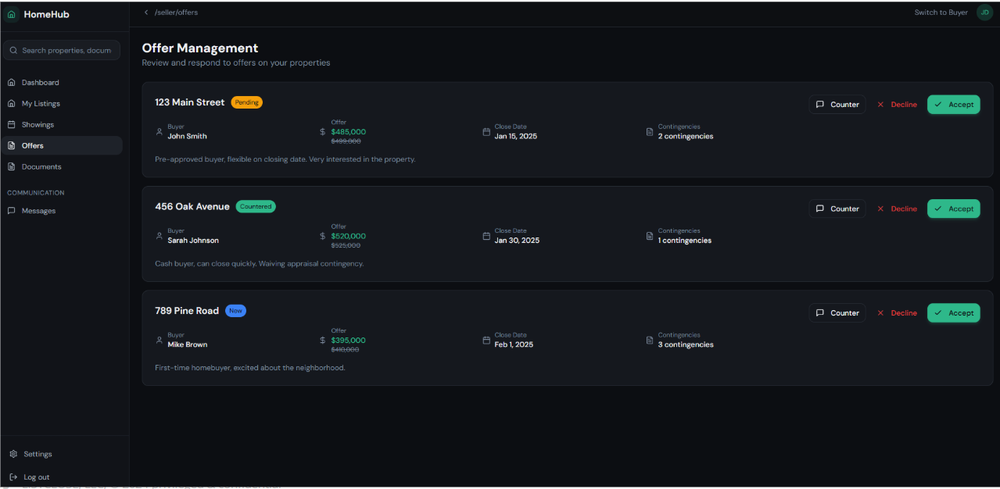 HomeHub
/seller/offers
Switch to Buyer
JD
Search properties, docum
Dashboard
My Listings
Showings
Offers
Documents
COMMUNICATION
Messages
Settings
Log out
Offer Management
Review and respond to offers on your properties
123 Main Street Pending
Counter Decline Accept
Buyer
John Smith
Offer
$485,000
$499,000
Close Date
Jan 15, 2025
Contingencies
2 contingencies
Pre-approved buyer, flexible on closing date. Very interested in the property.
456 Oak Avenue Countered
Counter Decline Accept
Buyer
Sarah Johnson
Offer
$520,000
$525,000
Close Date
Jan 30, 2025
Contingencies
1 contingencies
Cash buyer, can close quickly. Waiving appraisal contingency.
789 Pine Road New
Counter Decline Accept
Buyer
Mike Brown
Offer
$395,000
$410,000
Close Date
Feb 1, 2025
Contingencies
3 contingencies
First-time homebuyer, excited about the neighborhood.